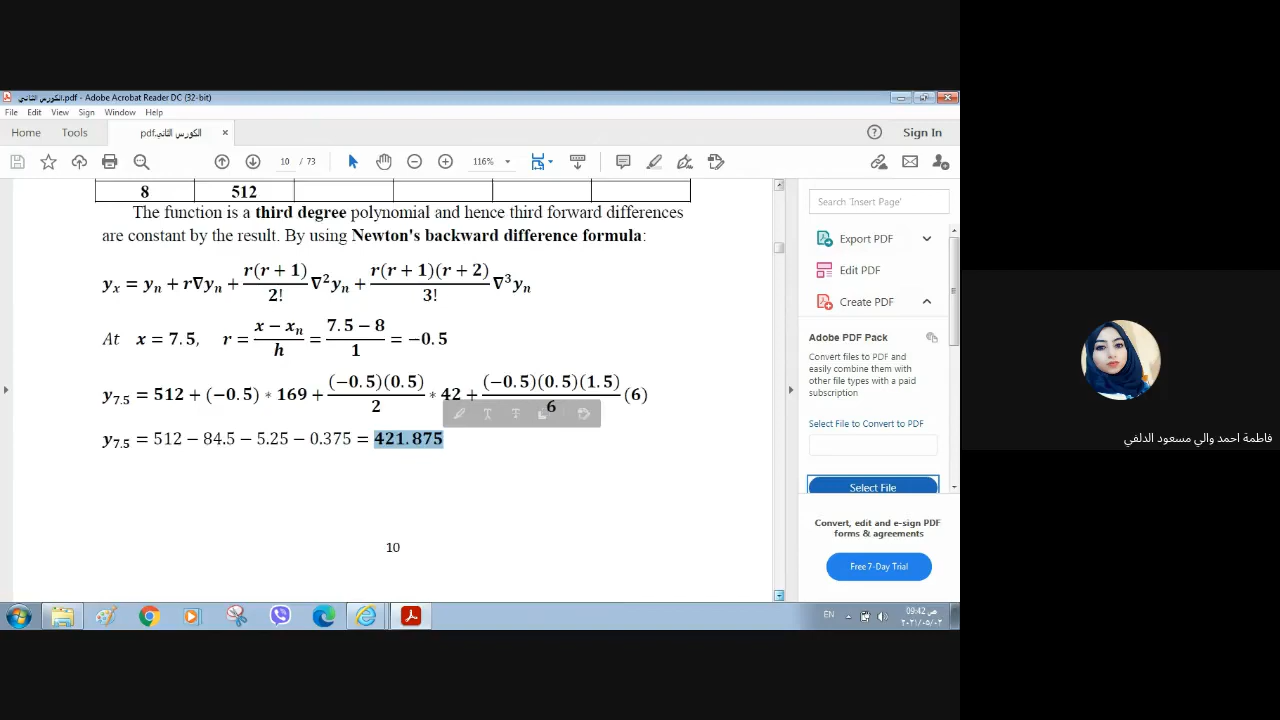 الكورس الثاني.pdf - Adobe Acrobat Reader DC (32-bit)
File Edit View Sign Window Help
Home Tools الكورس الثاني.pdf × ? Sign In
10 / 73 116%
8 512
The function is a third degree polynomial and hence third forward differences
are constant by the result. By using Newton's backward difference formula:
y_x = y_n + r∇y_n + r(r + 1)/2! ∇²y_n + r(r + 1)(r + 2)/3! ∇³y_n
At x = 7.5, r = x − x_n/h = 7.5 − 8/1 = −0.5
y_7.5 = 512 + (−0.5) ∗ 169 + (−0.5)(0.5)/2 ∗ 42 + (−0.5)(0.5)(1.5)/6 (6)
y_7.5 = 512 − 84.5 − 5.25 − 0.375 = 421.875
10
Search 'Insert Page'
Export PDF
Edit PDF
Create PDF
Adobe PDF Pack
Convert files to PDF and
easily combine them with
other file types with a paid
subscription
Select File to Convert to PDF
Select File
Convert, edit and e-sign PDF
forms & agreements
Free 7-Day Trial
EN
09:42 ص
٢٠٢١/٠٥/٠٢
فاطمة احمد والي مسعود الدلفي